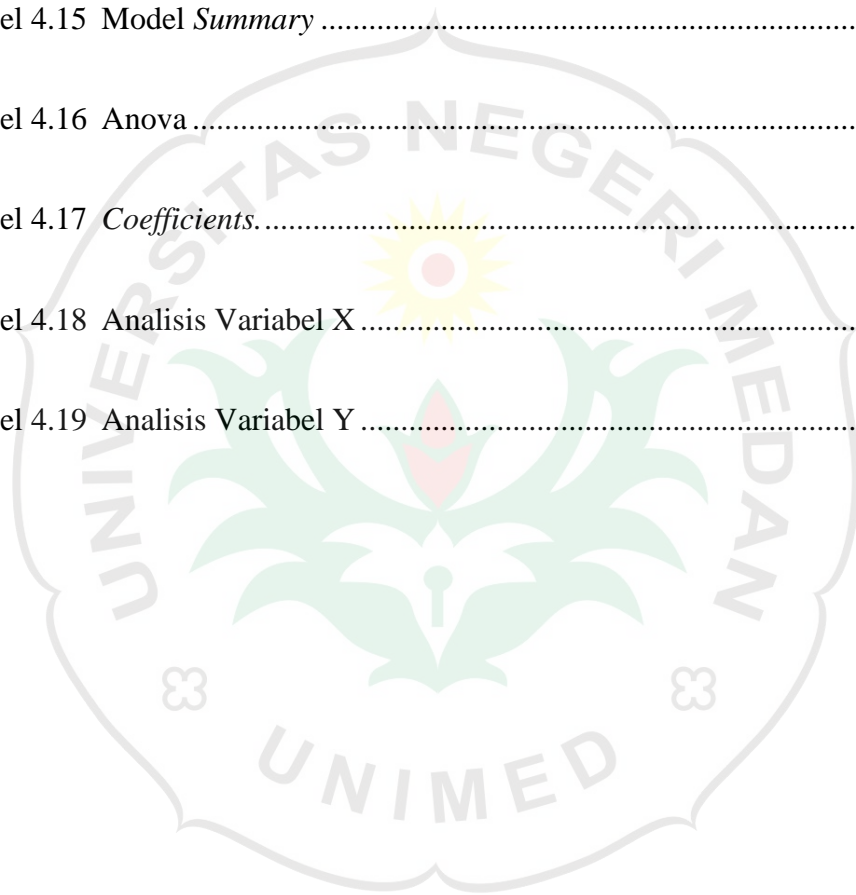 el 4.15 Model Summary ...................................................................
el 4.16 Anova ...................................................................................
el 4.17 Coefficients. ..........................................................................
el 4.18 Analisis Variabel X ..............................................................
el 4.19 Analisis Variabel Y ..............................................................
UNIVERSITAS NEGERI MEDAN
UNIMED